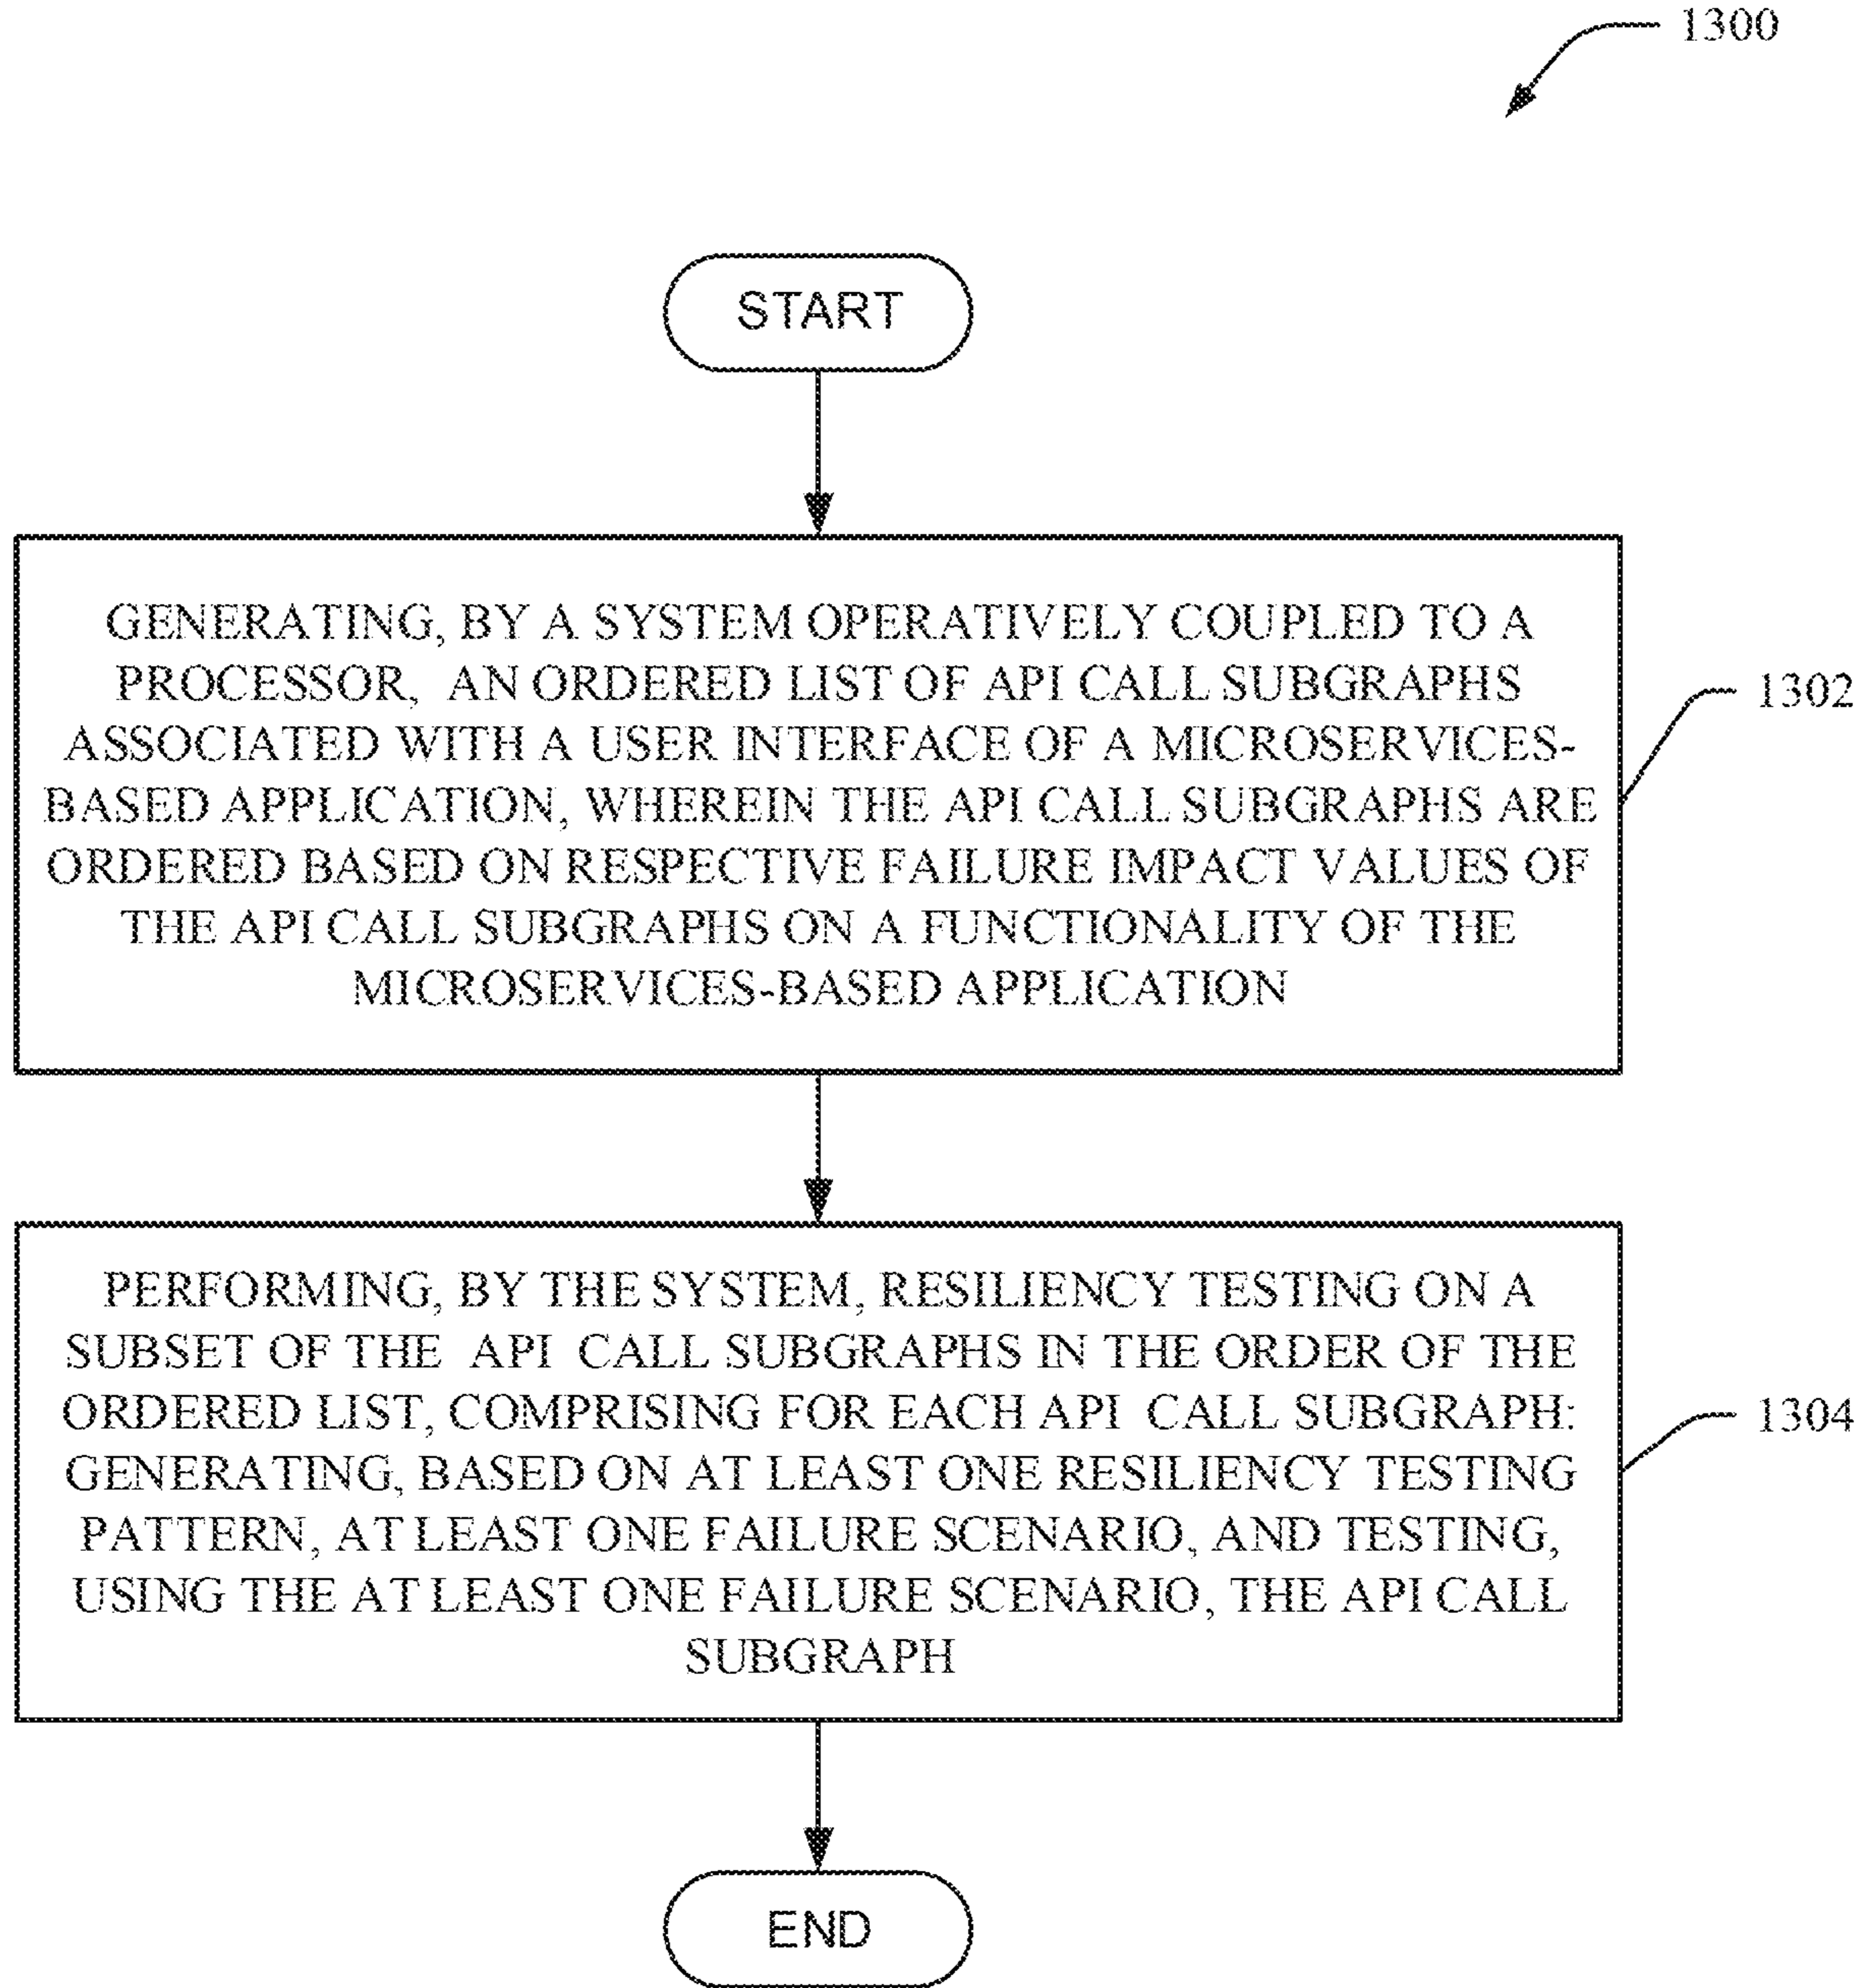 1300
START
GENERATING, BY A SYSTEM OPERATIVELY COUPLED TO A
PROCESSOR, AN ORDERED LIST OF API CALL SUBGRAPHS
ASSOCIATED WITH A USER INTERFACE OF A MICROSERVICES-
BASED APPLICATION, WHEREIN THE API CALL SUBGRAPHS ARE
ORDERED BASED ON RESPECTIVE FAILURE IMPACT VALUES OF
THE API CALL SUBGRAPHS ON A FUNCTIONALITY OF THE
MICROSERVICES-BASED APPLICATION
1302
PERFORMING, BY THE SYSTEM, RESILIENCY TESTING ON A
SUBSET OF THE API CALL SUBGRAPHS IN THE ORDER OF THE
ORDERED LIST, COMPRISING FOR EACH API CALL SUBGRAPH:
GENERATING, BASED ON AT LEAST ONE RESILIENCY TESTING
PATTERN, AT LEAST ONE FAILURE SCENARIO, AND TESTING,
USING THE AT LEAST ONE FAILURE SCENARIO, THE API CALL
SUBGRAPH
1304
END